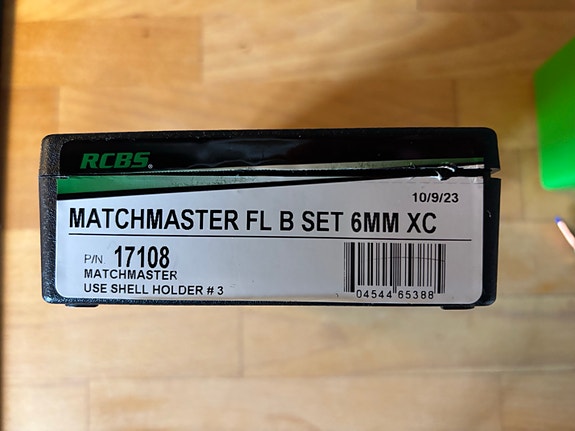 RCBS.
10/9/23
MATCHMASTER FL B SET 6MM XC
P/N 17108
MATCHMASTER
USE SHELL HOLDER # 3
04544 65388